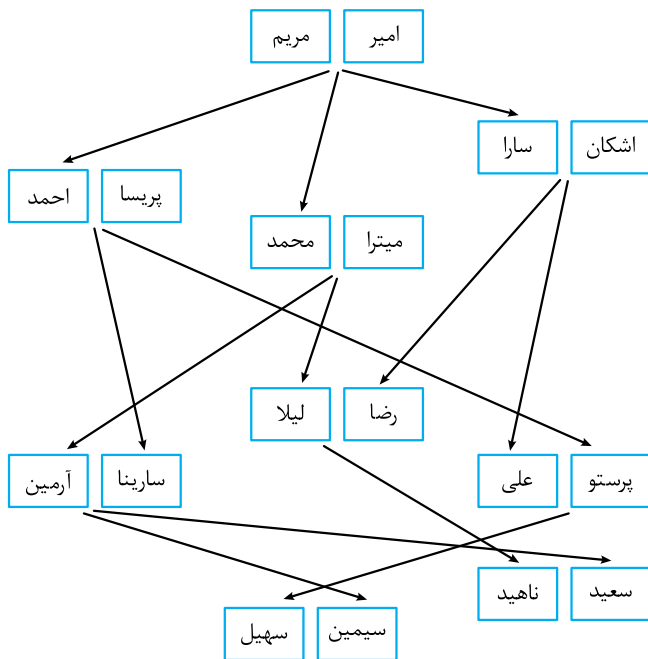 امیر مریم
اشکان سارا
پریسا احمد
میترا محمد
رضا لیلا
پرستو علی سارینا آرمین
سعید ناهید
سیمین سهیل